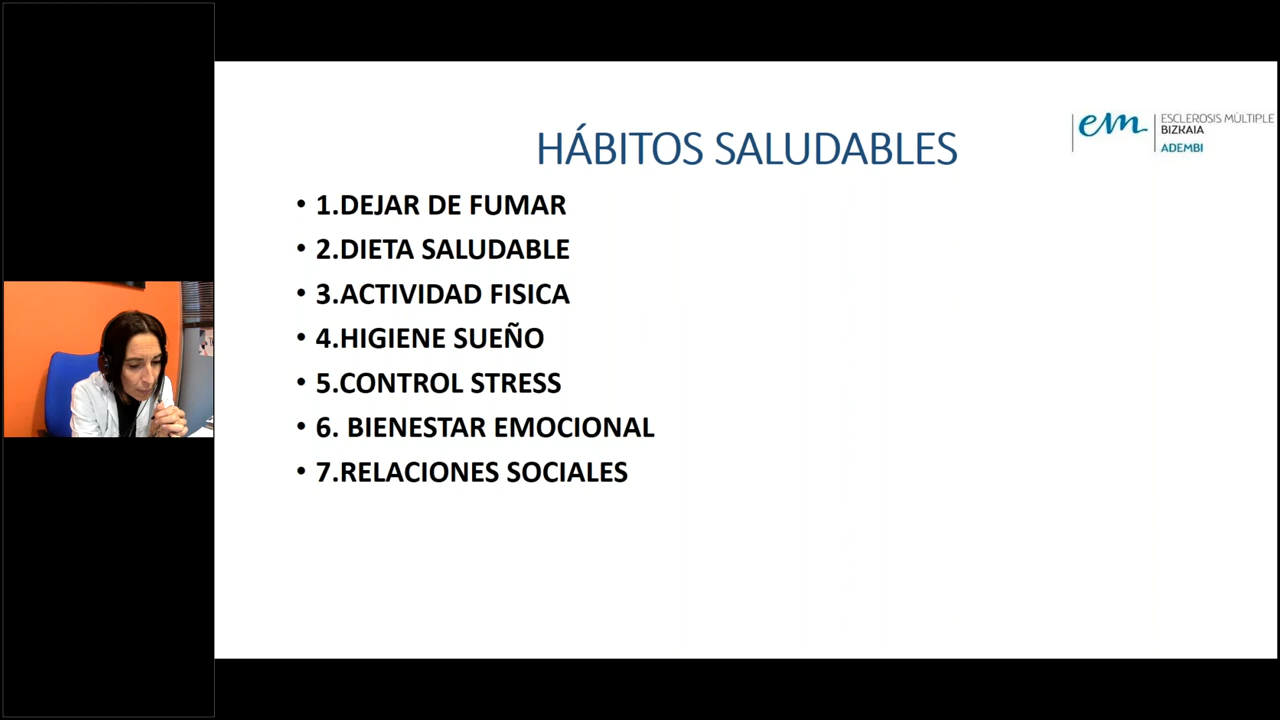 HÁBITOS SALUDABLES
em
ESCLEROSIS MÚLTIPLE
BIZKAIA
ADEMBI
• 1.DEJAR DE FUMAR
• 2.DIETA SALUDABLE
• 3.ACTIVIDAD FISICA
• 4.HIGIENE SUEÑO
• 5.CONTROL STRESS
• 6. BIENESTAR EMOCIONAL
• 7.RELACIONES SOCIALES